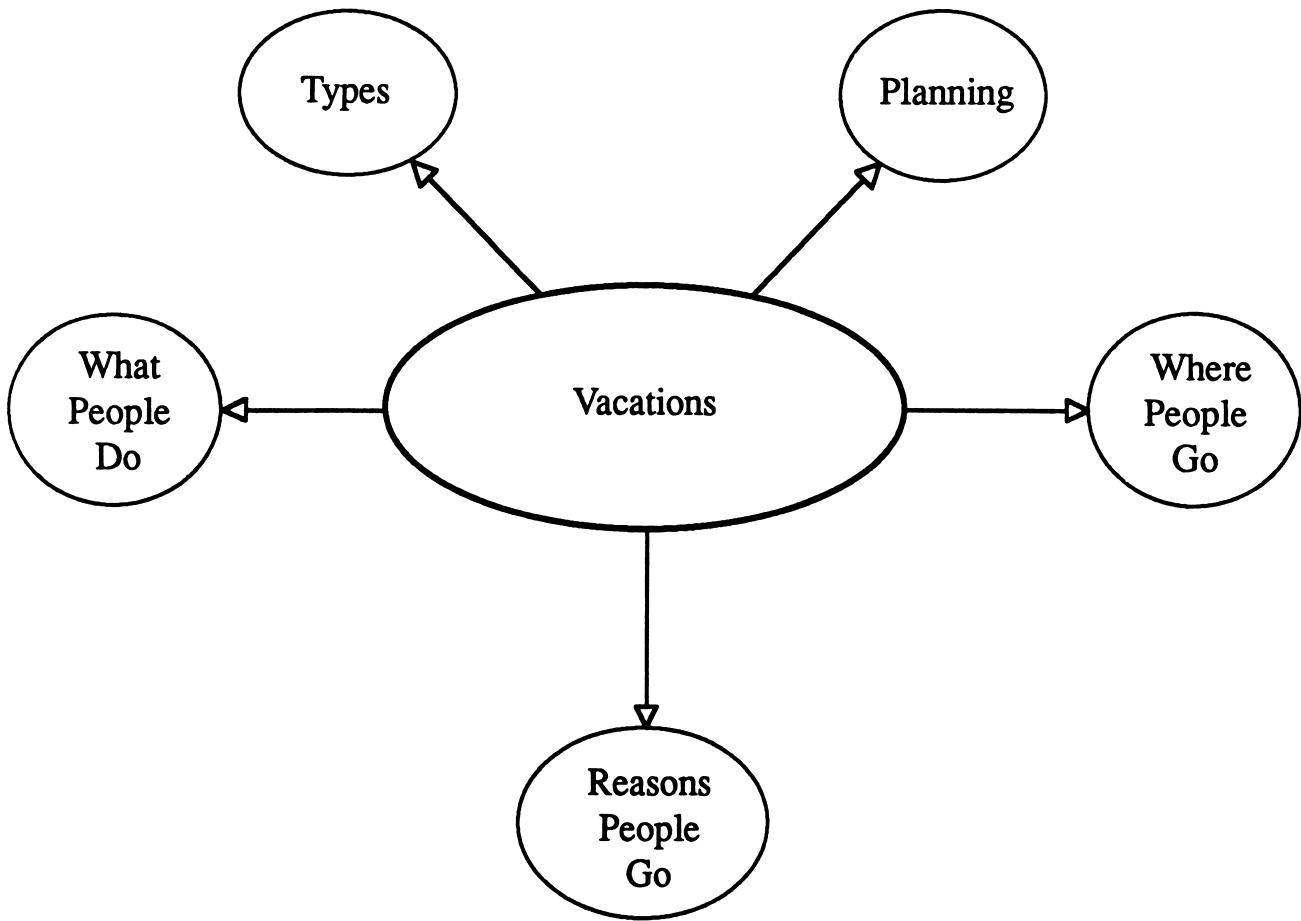 Types
Planning
What
People
Do
Vacations
Where
People
Go
Reasons
People
Go